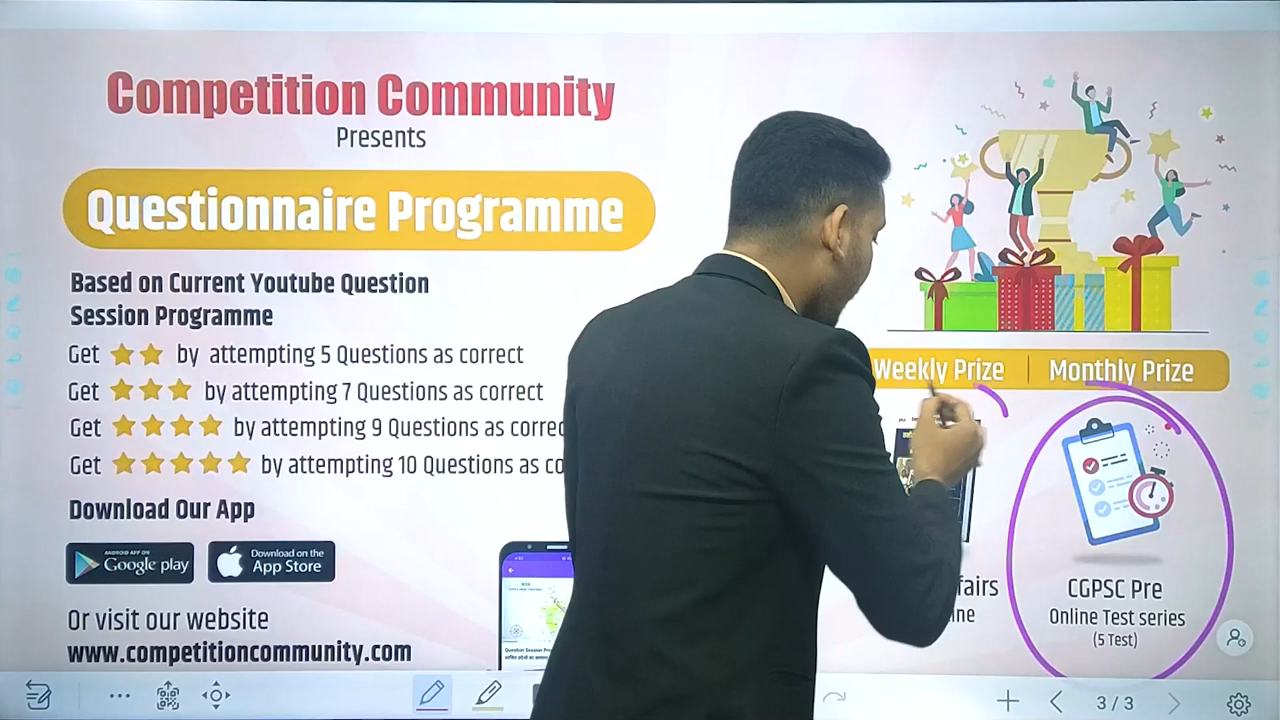 Competition Community
Presents
Questionnaire Programme
Based on Current Youtube Question
Session Programme
Get by attempting 5 Questions as correct
Get by attempting 7 Questions as correct
Get by attempting 9 Questions as correc
Get by attempting 10 Questions as co
Download Our App
ANDROID APP ON
Google play
Download on the
App Store
Or visit our website
www.competitioncommunity.com
Weekly Prize
Monthly Prize
CGPSC Pre
Online Test series
(5 Test)
3/3